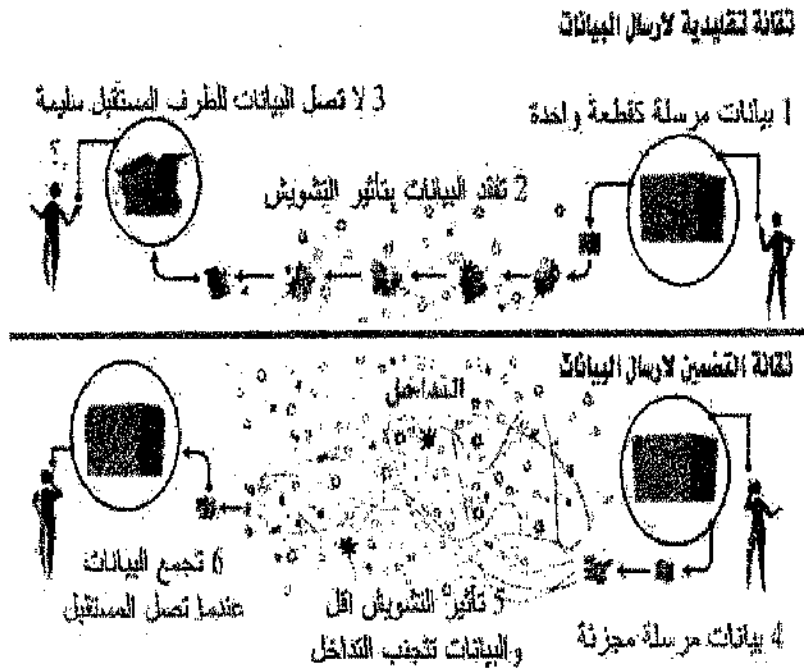 تقانة تقليدية لارسال البيانات
1 بيانات مرسلة كقطعة واحدة
2 تفقد البيانات بتأثير التشويش
3 لا تصل البيانات للطرف المستقبل سليمة
؟
تقانة التضمين لارسال البيانات
التداخل
4 بيانات مرسلة مجزئة
5 تأثير التشويش اقل
والبيانات تتجنب التداخل
6 تجمع البيانات
عندما تصل المستقبل